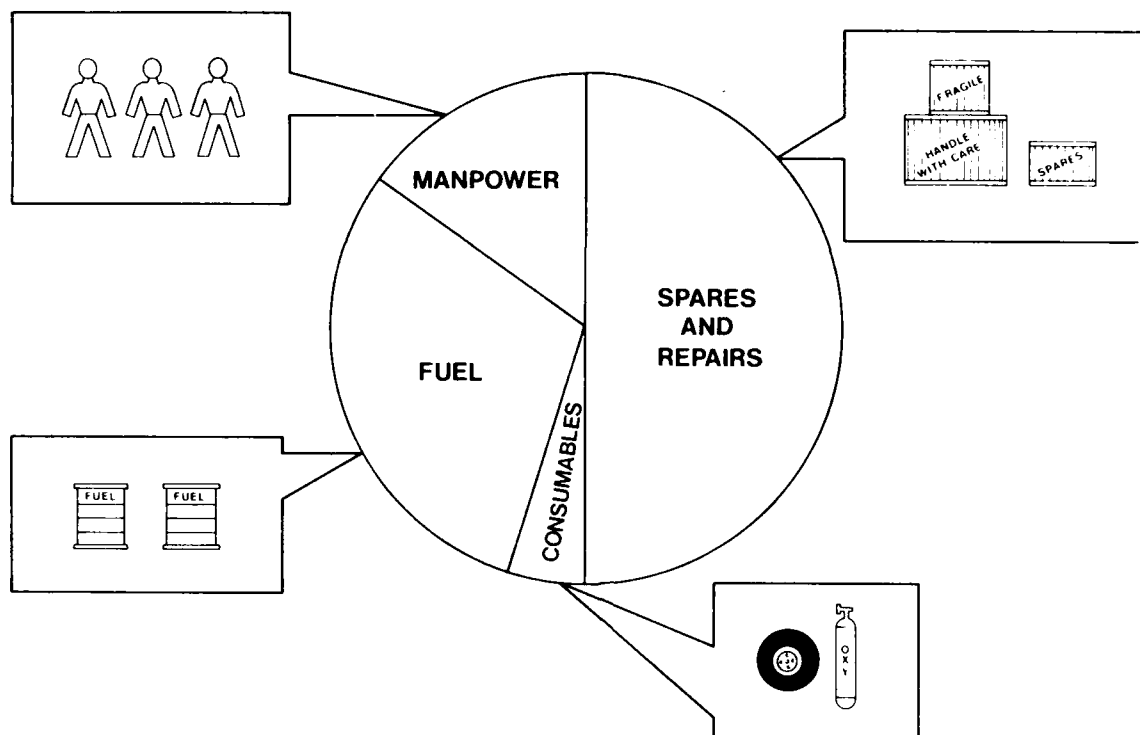 FRAGILE
HANDLE
WITH CARE
SPARES
MANPOWER
SPARES
AND
REPAIRS
FUEL
CONSUMABLES
FUEL
FUEL
OXY